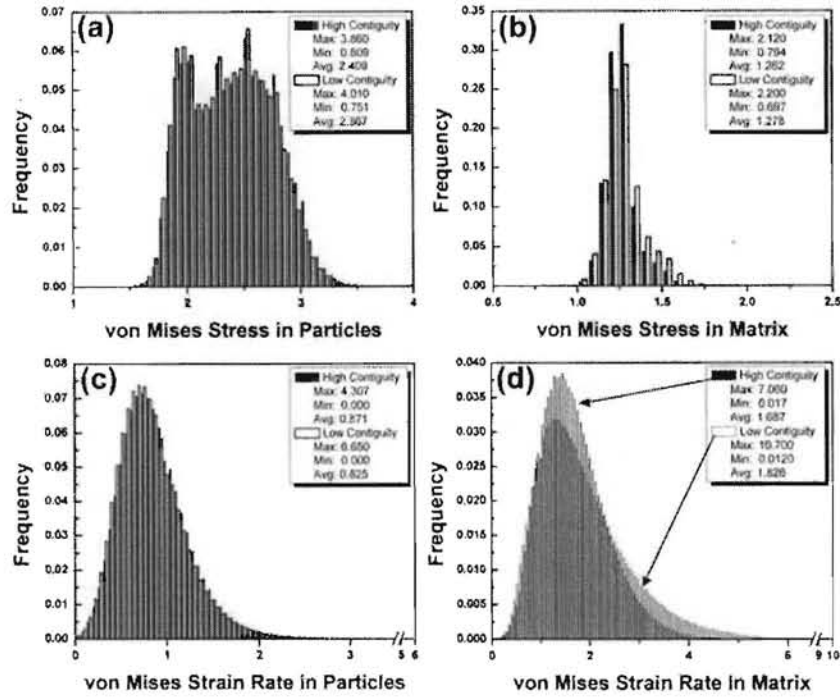 (a)
High Contiguity
Max: 3.860
Min: 0.809
Avg: 2.409
Low Contiguity
Max: 4.010
Min: 0.751
Avg:
0.07
0.06
0.05
0.04
0.03
0.02
0.01
0.00
Frequency
1 2 3 4
von Mises Stress in Particles
(b)
High Contiguity
Max: 2.120
Min: 0.794
Avg: 1.262
Low Contiguity
Max: 2.200
Min: 0.697
Avg: 1.278
0.35
0.30
0.25
0.20
0.15
0.10
0.05
0.00
Frequency
0.5 1.0 1.5 2.0 2.5
von Mises Stress in Matrix
(c)
High Contiguity
Max: 4.307
Min: 0.000
Avg: 0.871
Low Contiguity
Max: 6.650
Min: 0.000
Avg: 0.825
0.08
0.07
0.06
0.05
0.04
0.03
0.02
0.01
0.00
Frequency
0 1 2 3 5 6
von Mises Strain Rate in Particles
(d)
High Contiguity
Max: 7.060
Min: 0.017
Avg: 1.687
Low Contiguity
Max:
Min: 0.0120
Avg: 1.826
0.040
0.035
0.030
0.025
0.020
0.015
0.010
0.005
0.000
Frequency
0 2 4 6 9 10
von Mises Strain Rate in Matrix